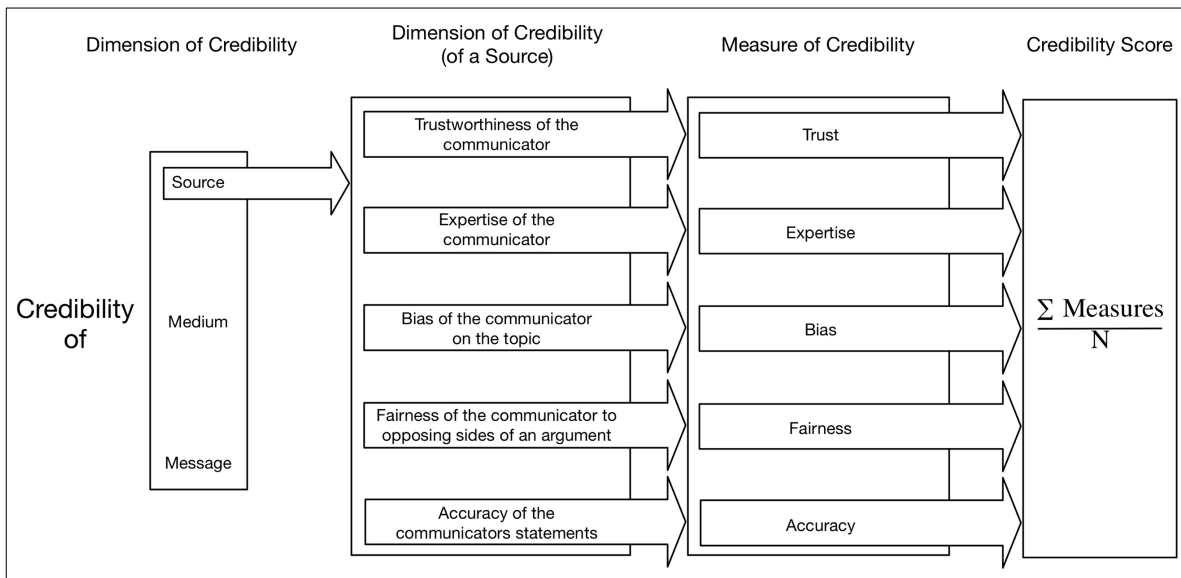 Dimension of Credibility
Dimension of Credibility
(of a Source)
Measure of Credibility
Credibility Score
Credibility
of
Source
Medium
Message
Trustworthiness of the
communicator
Expertise of the
communicator
Bias of the communicator
on the topic
Fairness of the communicator to
opposing sides of an argument
Accuracy of the
communicators statements
Trust
Expertise
Bias
Fairness
Accuracy
∑ Measures
N